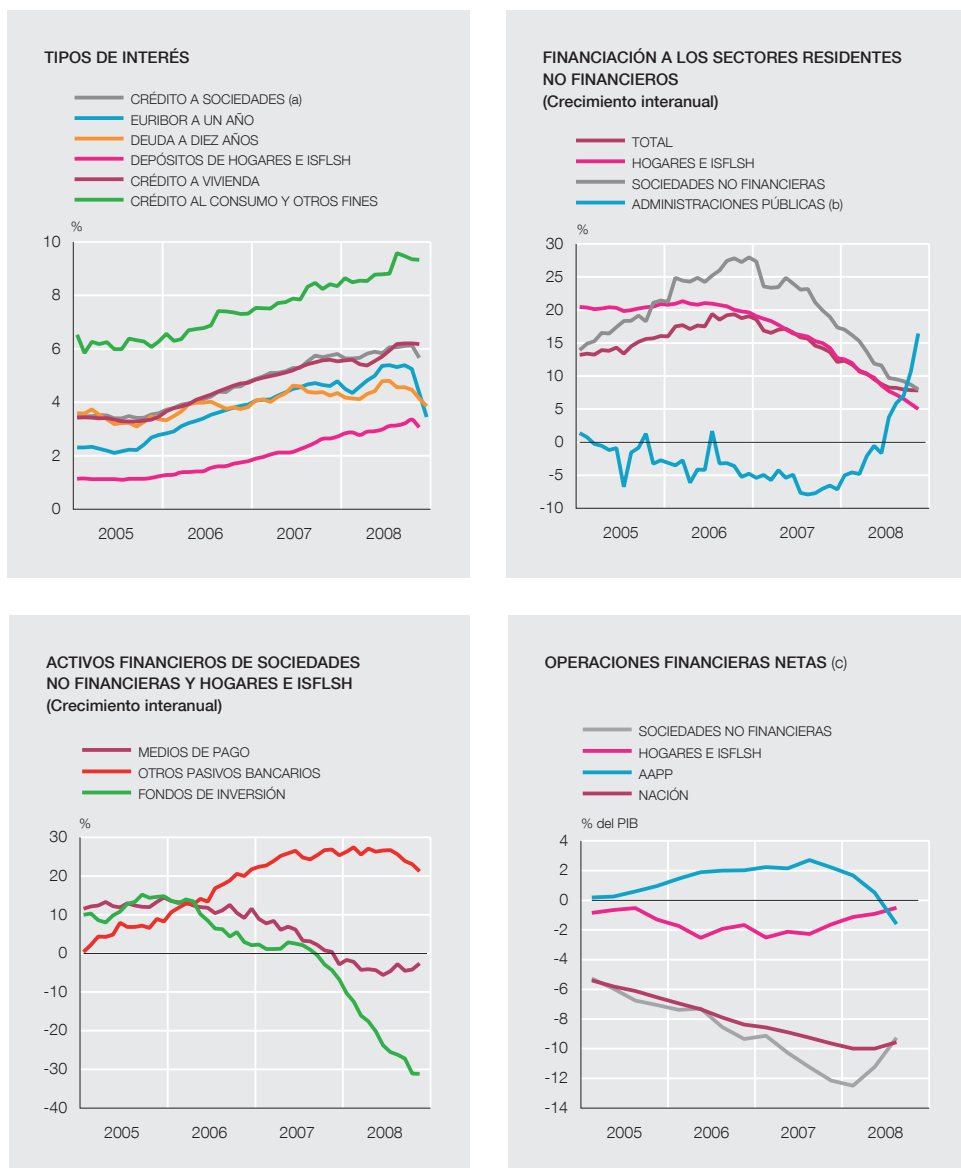 TIPOS DE INTERÉS
CRÉDITO A SOCIEDADES (a)
EURIBOR A UN AÑO
DEUDA A DIEZ AÑOS
DEPÓSITOS DE HOGARES E ISFLSH
CRÉDITO A VIVIENDA
CRÉDITO AL CONSUMO Y OTROS FINES
%
10
8
6
4
2
0
2005 2006 2007 2008
FINANCIACIÓN A LOS SECTORES RESIDENTES
NO FINANCIEROS
(Crecimiento interanual)
TOTAL
HOGARES E ISFLSH
SOCIEDADES NO FINANCIERAS
ADMINISTRACIONES PÚBLICAS (b)
%
30
25
20
15
10
5
0
-5
-10
2005 2006 2007 2008
ACTIVOS FINANCIEROS DE SOCIEDADES
NO FINANCIERAS Y HOGARES E ISFLSH
(Crecimiento interanual)
MEDIOS DE PAGO
OTROS PASIVOS BANCARIOS
FONDOS DE INVERSIÓN
%
30
20
10
0
-10
-20
-30
-40
2005 2006 2007 2008
OPERACIONES FINANCIERAS NETAS (c)
SOCIEDADES NO FINANCIERAS
HOGARES E ISFLSH
AAPP
NACIÓN
% del PIB
4
2
0
-2
-4
-6
-8
-10
-12
-14
2005 2006 2007 2008